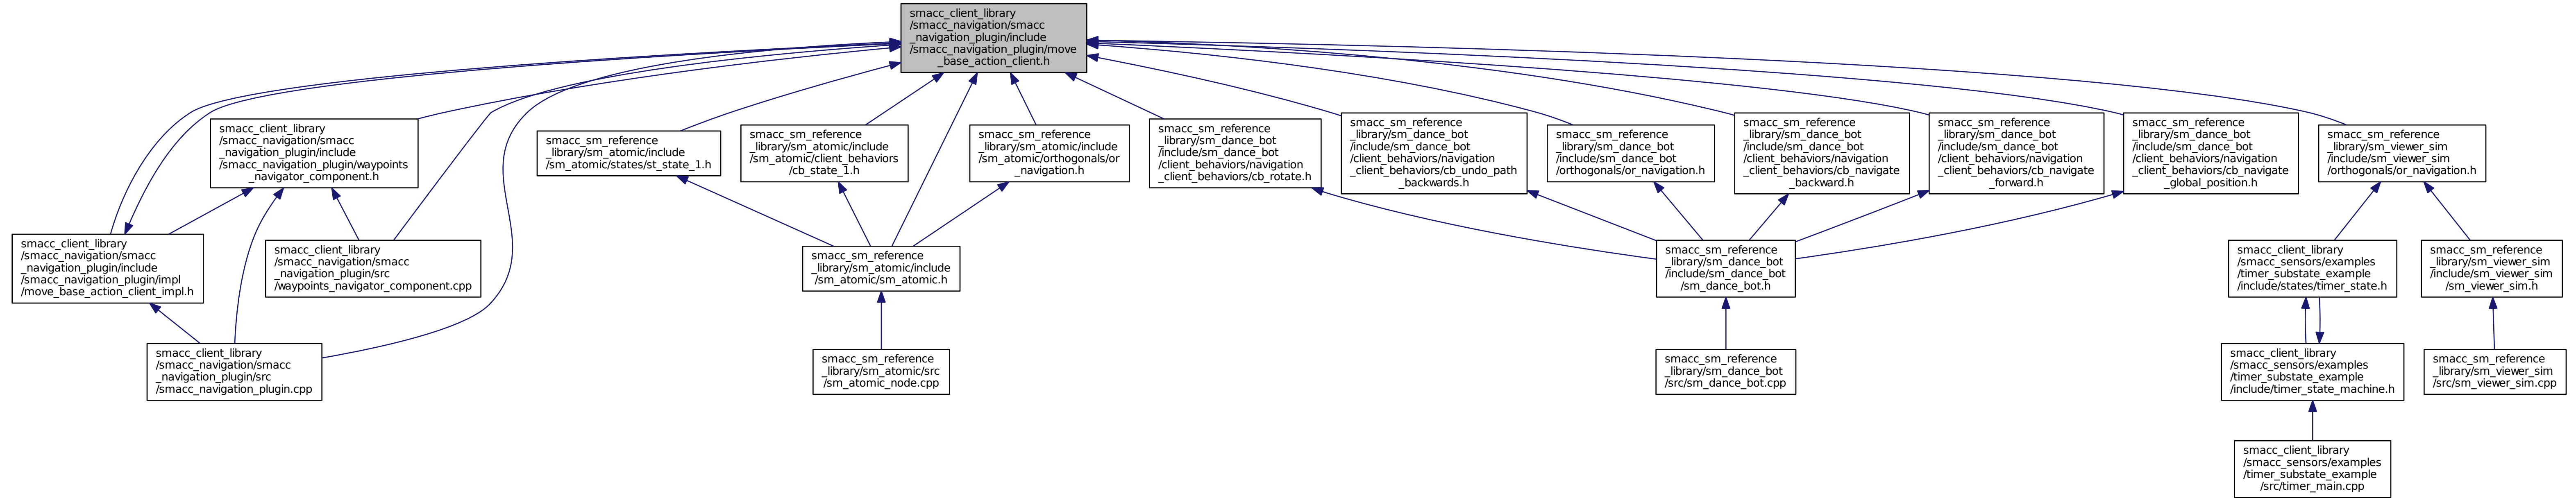 smacc_client_library
/smacc_navigation/smacc
_navigation_plugin/include
/smacc_navigation_plugin/move
_base_action_client.h
smacc_client_library
/smacc_navigation/smacc
_navigation_plugin/include
/smacc_navigation_plugin/waypoints
_navigator_component.h
smacc_sm_reference
_library/sm_atomic/include
/sm_atomic/states/st_state_1.h
smacc_sm_reference
_library/sm_atomic/include
/sm_atomic/client_behaviors
/cb_state_1.h
smacc_sm_reference
_library/sm_atomic/include
/sm_atomic/orthogonals/or
_navigation.h
smacc_sm_reference
_library/sm_dance_bot
/include/sm_dance_bot
/client_behaviors/navigation
_client_behaviors/cb_rotate.h
smacc_sm_reference
_library/sm_dance_bot
/include/sm_dance_bot
/client_behaviors/navigation
_client_behaviors/cb_undo_path
_backwards.h
smacc_sm_reference
_library/sm_dance_bot
/include/sm_dance_bot
/orthogonals/or_navigation.h
smacc_sm_reference
_library/sm_dance_bot
/include/sm_dance_bot
/client_behaviors/navigation
_client_behaviors/cb_navigate
_backward.h
smacc_sm_reference
_library/sm_dance_bot
/include/sm_dance_bot
/client_behaviors/navigation
_client_behaviors/cb_navigate
_forward.h
smacc_sm_reference
_library/sm_dance_bot
/include/sm_dance_bot
/client_behaviors/navigation
_client_behaviors/cb_navigate
_global_position.h
smacc_sm_reference
_library/sm_viewer_sim
/include/sm_viewer_sim
/orthogonals/or_navigation.h
smacc_client_library
/smacc_navigation/smacc
_navigation_plugin/include
/smacc_navigation_plugin/impl
/move_base_action_client_impl.h
smacc_client_library
/smacc_navigation/smacc
_navigation_plugin/src
/waypoints_navigator_component.cpp
smacc_sm_reference
_library/sm_atomic/include
/sm_atomic/sm_atomic.h
smacc_sm_reference
_library/sm_dance_bot
/include/sm_dance_bot
/sm_dance_bot.h
smacc_client_library
/smacc_sensors/examples
/timer_substate_example
/include/states/timer_state.h
smacc_sm_reference
_library/sm_viewer_sim
/include/sm_viewer_sim
/sm_viewer_sim.h
smacc_client_library
/smacc_navigation/smacc
_navigation_plugin/src
/smacc_navigation_plugin.cpp
smacc_sm_reference
_library/sm_atomic/src
/sm_atomic_node.cpp
smacc_sm_reference
_library/sm_dance_bot
/src/sm_dance_bot.cpp
smacc_client_library
/smacc_sensors/examples
/timer_substate_example
/include/timer_state_machine.h
smacc_sm_reference
_library/sm_viewer_sim
/src/sm_viewer_sim.cpp
smacc_client_library
/smacc_sensors/examples
/timer_substate_example
/src/timer_main.cpp